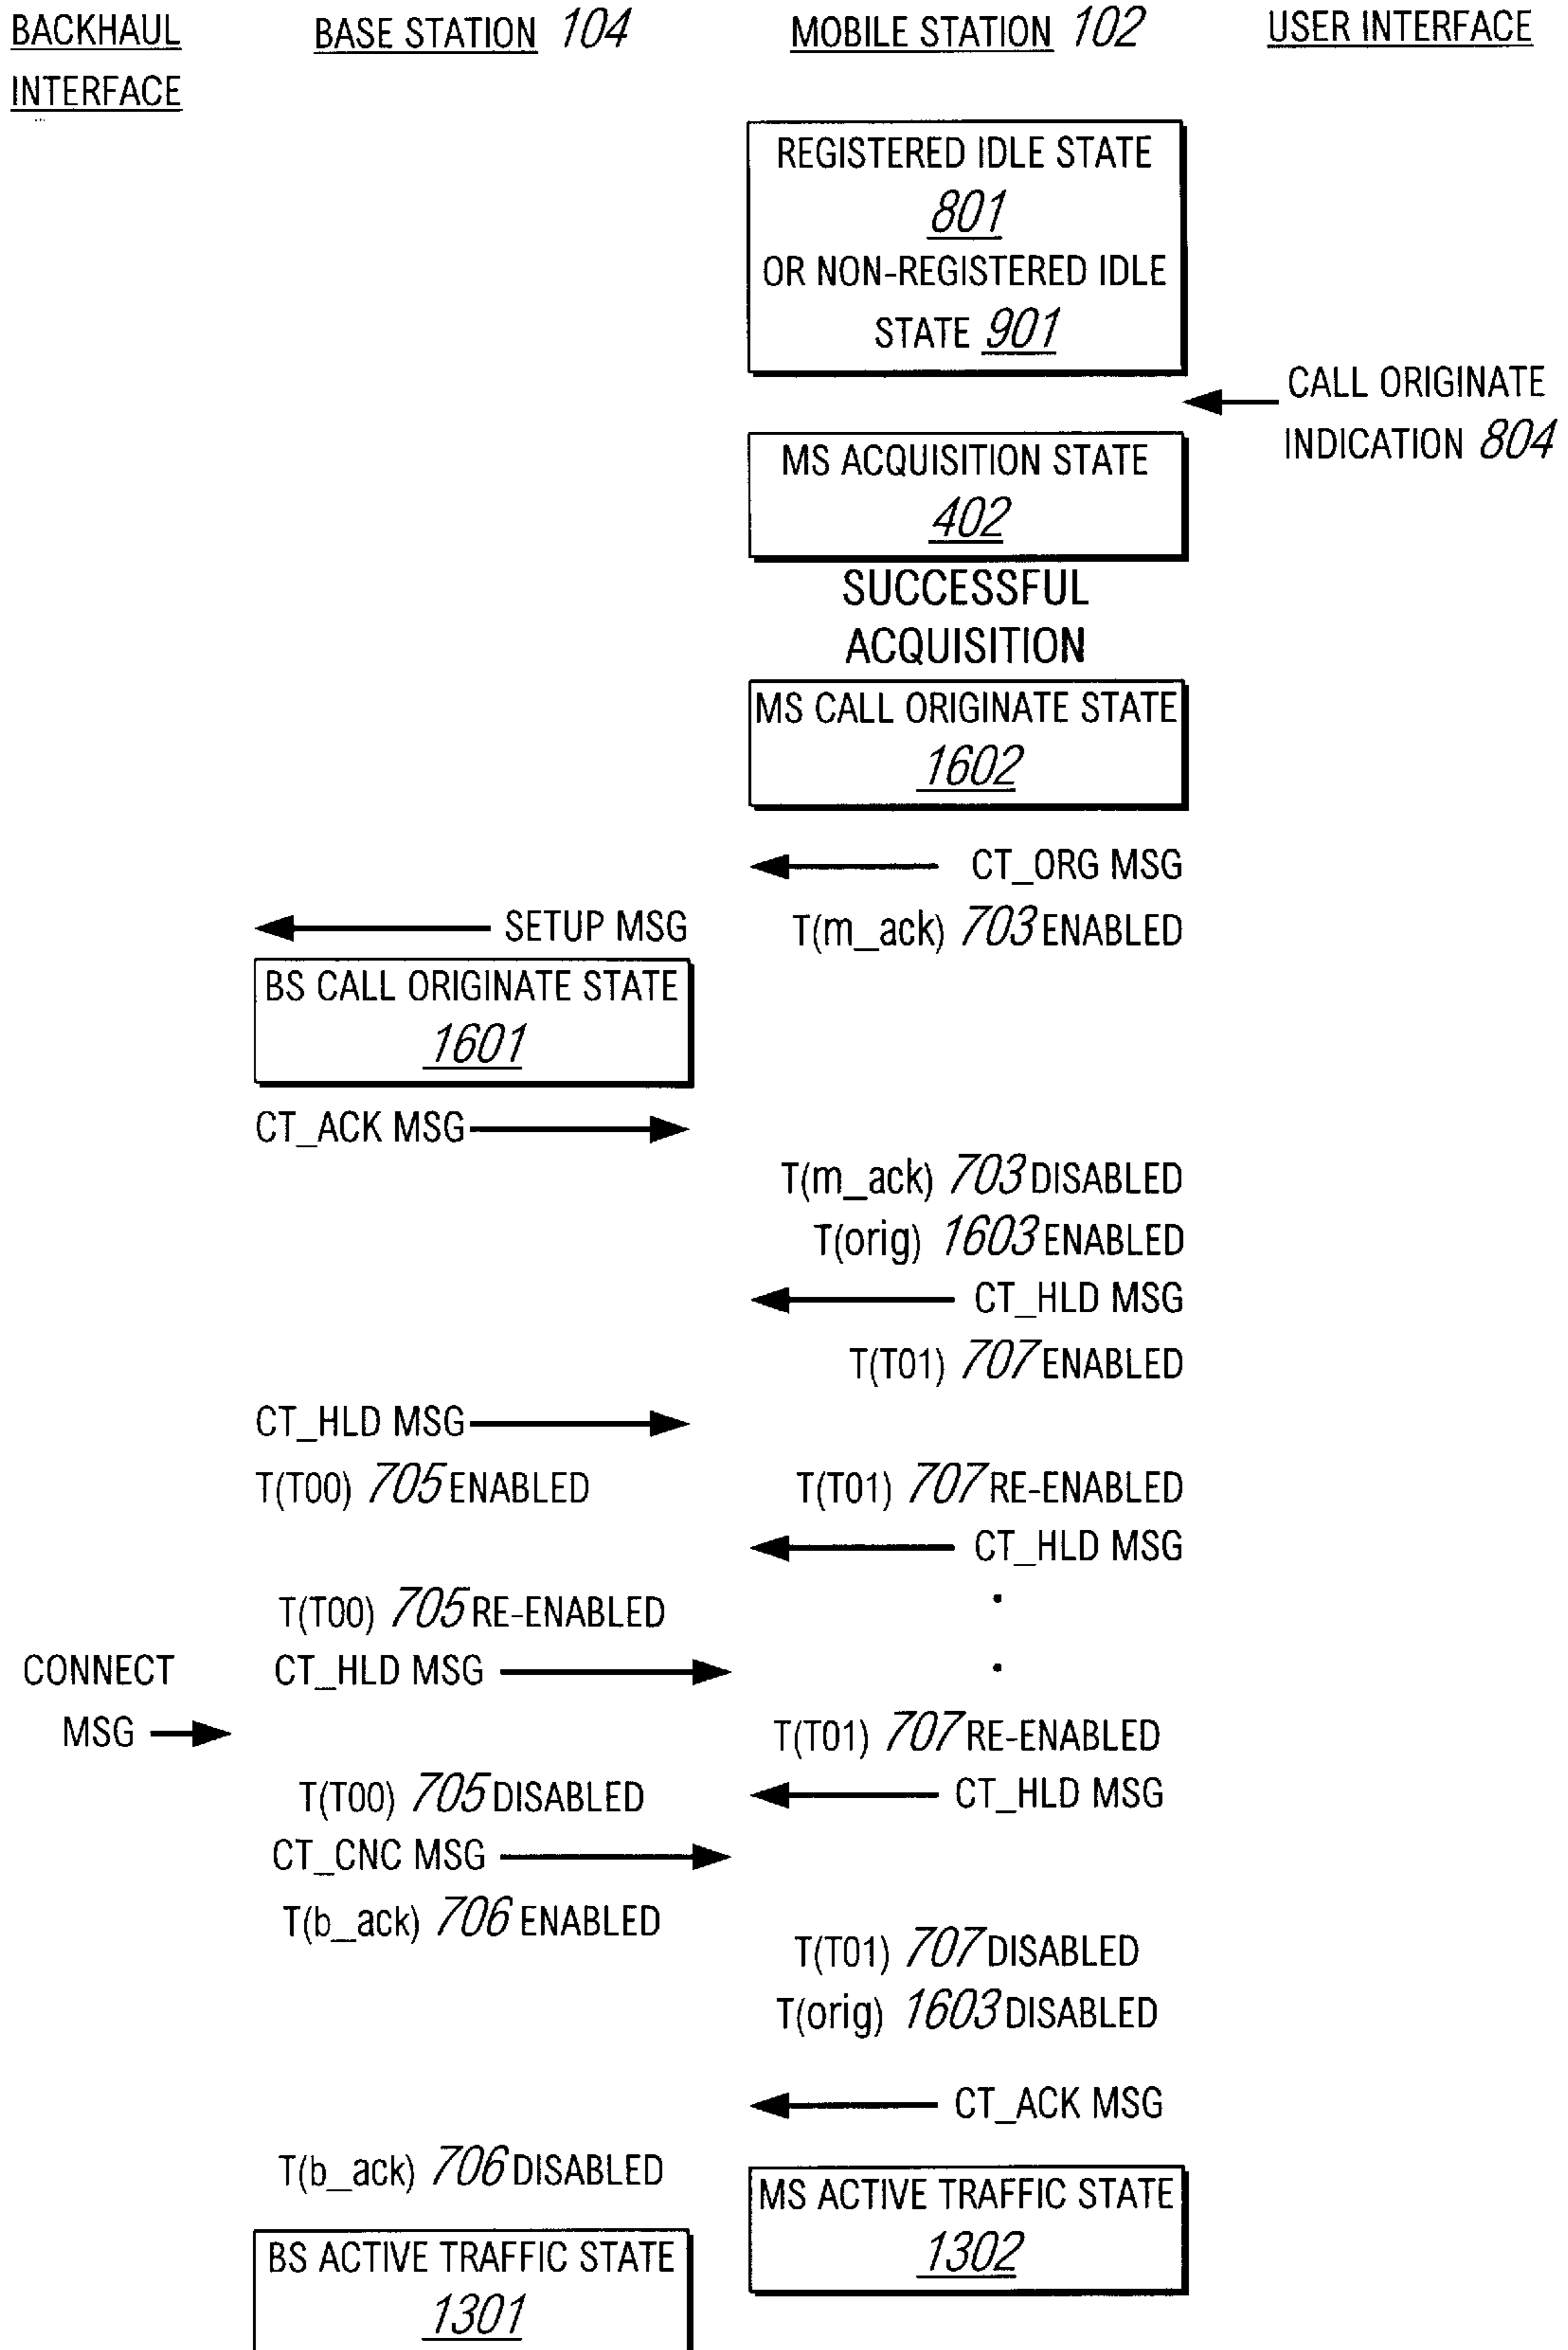 BACKHAUL INTERFACE
BASE STATION 104
MOBILE STATION 102
USER INTERFACE
REGISTERED IDLE STATE
801
OR NON-REGISTERED IDLE
STATE 901
CALL ORIGINATE
INDICATION 804
MS ACQUISITION STATE
402
SUCCESSFUL
ACQUISITION
MS CALL ORIGINATE STATE
1602
CT_ORG MSG
SETUP MSG
T(m_ack) 703 ENABLED
BS CALL ORIGINATE STATE
1601
CT_ACK MSG
T(m_ack) 703 DISABLED
T(orig) 1603 ENABLED
CT_HLD MSG
T(T01) 707 ENABLED
CT_HLD MSG
T(T00) 705 ENABLED
T(T01) 707 RE-ENABLED
CT_HLD MSG
T(T00) 705 RE-ENABLED
CONNECT
MSG
CT_HLD MSG
T(T01) 707 RE-ENABLED
T(T00) 705 DISABLED
CT_HLD MSG
CT_CNC MSG
T(b_ack) 706 ENABLED
T(T01) 707 DISABLED
T(orig) 1603 DISABLED
CT_ACK MSG
T(b_ack) 706 DISABLED
MS ACTIVE TRAFFIC STATE
1302
BS ACTIVE TRAFFIC STATE
1301